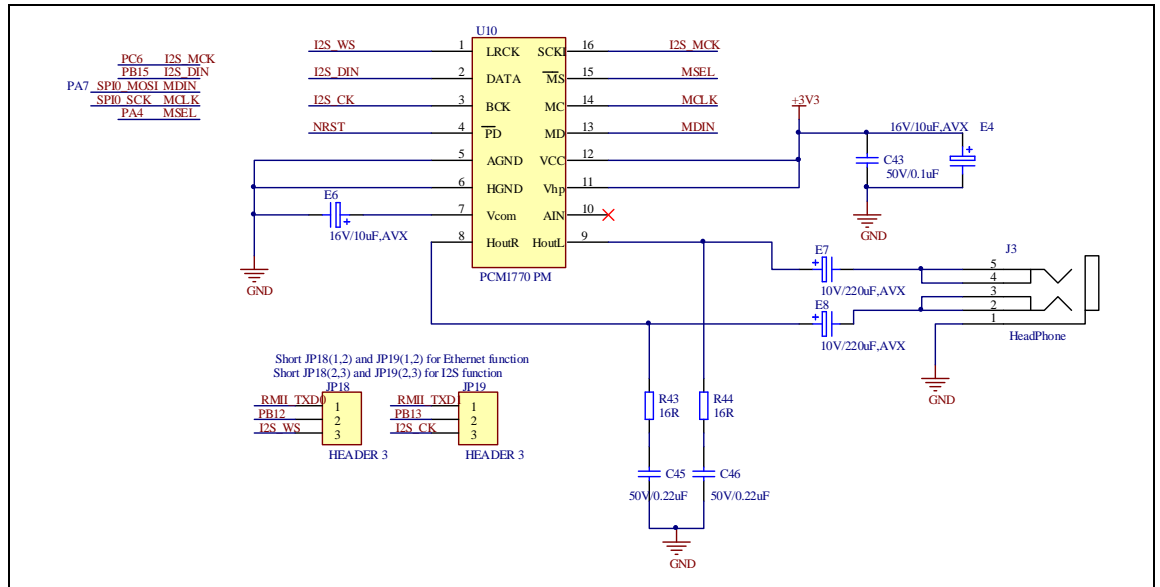 U10
I2S_WS 1 LRCK SCKI 16 I2S_MCK
I2S_DIN 2 DATA MS 15 MSEL
I2S_CK 3 BCK MC 14 MCLK
NRST 4 PD MD 13 MDIN
5 AGND VCC 12
6 HGND Vhp 11
7 Vcom AIN 10
8 HoutR HoutL 9
PCM1770 PM
PC6 I2S_MCK
PB15 I2S_DIN
PA7 SPI0_MOSI MDIN
SPI0_SCK MCLK
PA4 MSEL
+3V3
16V/10uF,AVX E4
C43
50V/0.1uF
GND
E6
16V/10uF,AVX
GND
E7
10V/220uF,AVX
E8
10V/220uF,AVX
J3
5
4
3
2
1
HeadPhone
GND
Short JP18(1,2) and JP19(1,2) for Ethernet function
Short JP18(2,3) and JP19(2,3) for I2S function
JP18
RMII_TXD0 1
PB12 2
I2S_WS 3
HEADER 3
JP19
RMII_TXD1 1
PB13 2
I2S_CK 3
HEADER 3
R43
16R
R44
16R
C45
50V/0.22uF
C46
50V/0.22uF
GND